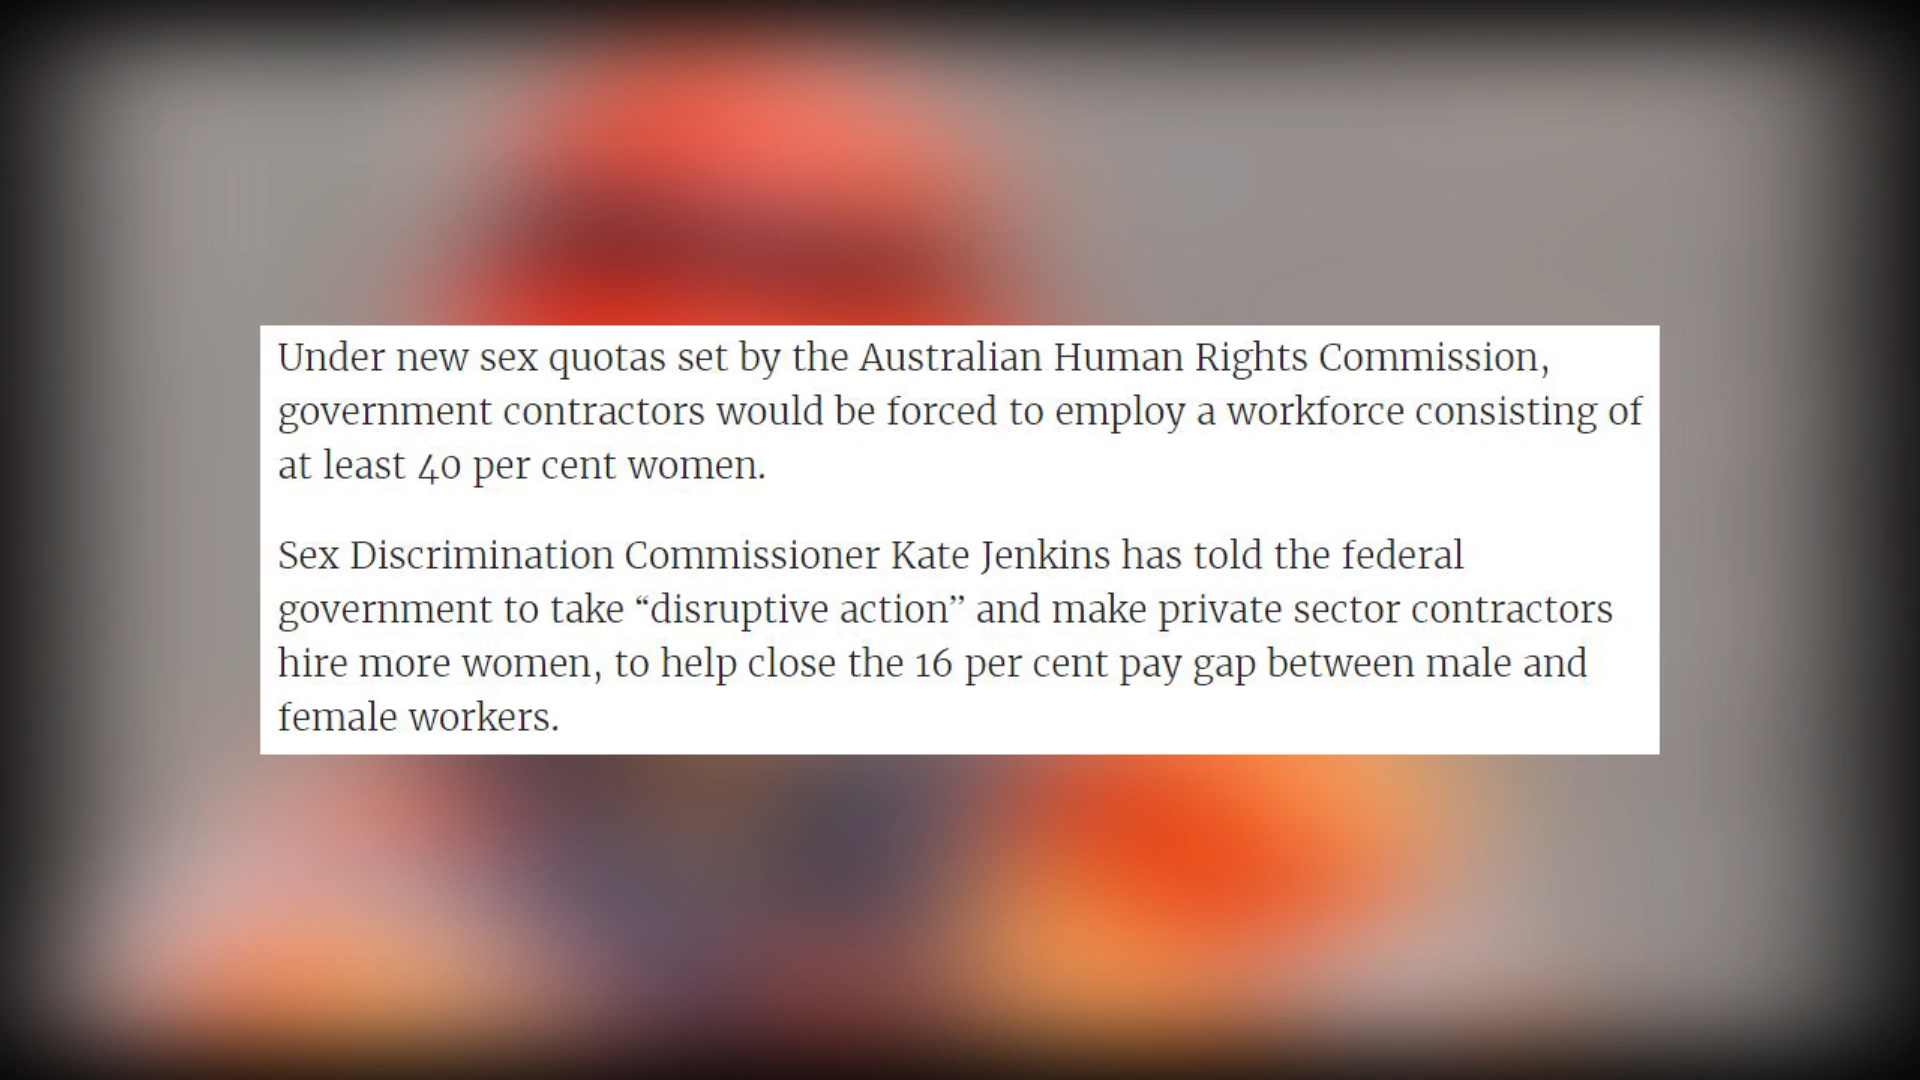 Under new sex quotas set by the Australian Human Rights Commission,
government contractors would be forced to employ a workforce consisting of
at least 40 per cent women.
Sex Discrimination Commissioner Kate Jenkins has told the federal
government to take “disruptive action” and make private sector contractors
hire more women, to help close the 16 per cent pay gap between male and
female workers.